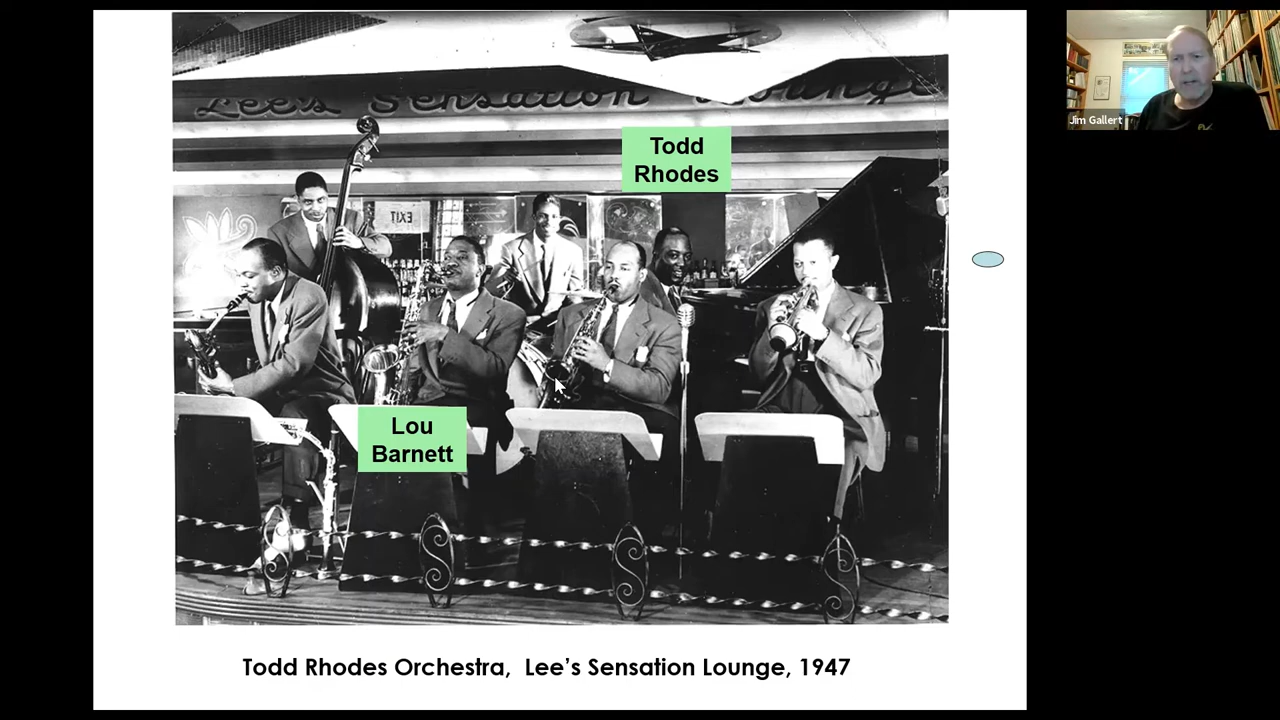 Lee's Sensation Lounge
Jim Gallert
Todd
Rhodes
EXIT
Lou
Barnett
Todd Rhodes Orchestra, Lee's Sensation Lounge, 1947